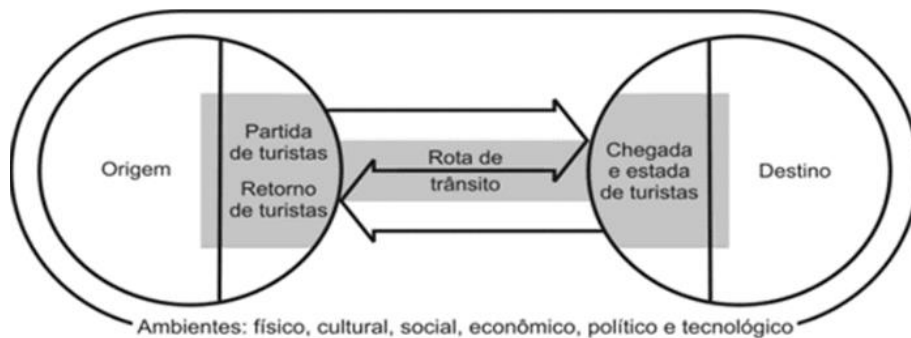 Origem
Partida
de turistas
Retorno
de turistas
Rota de
trânsito
Chegada
e estada
de turistas
Destino
Ambientes: físico, cultural, social, econômico, político e tecnológico